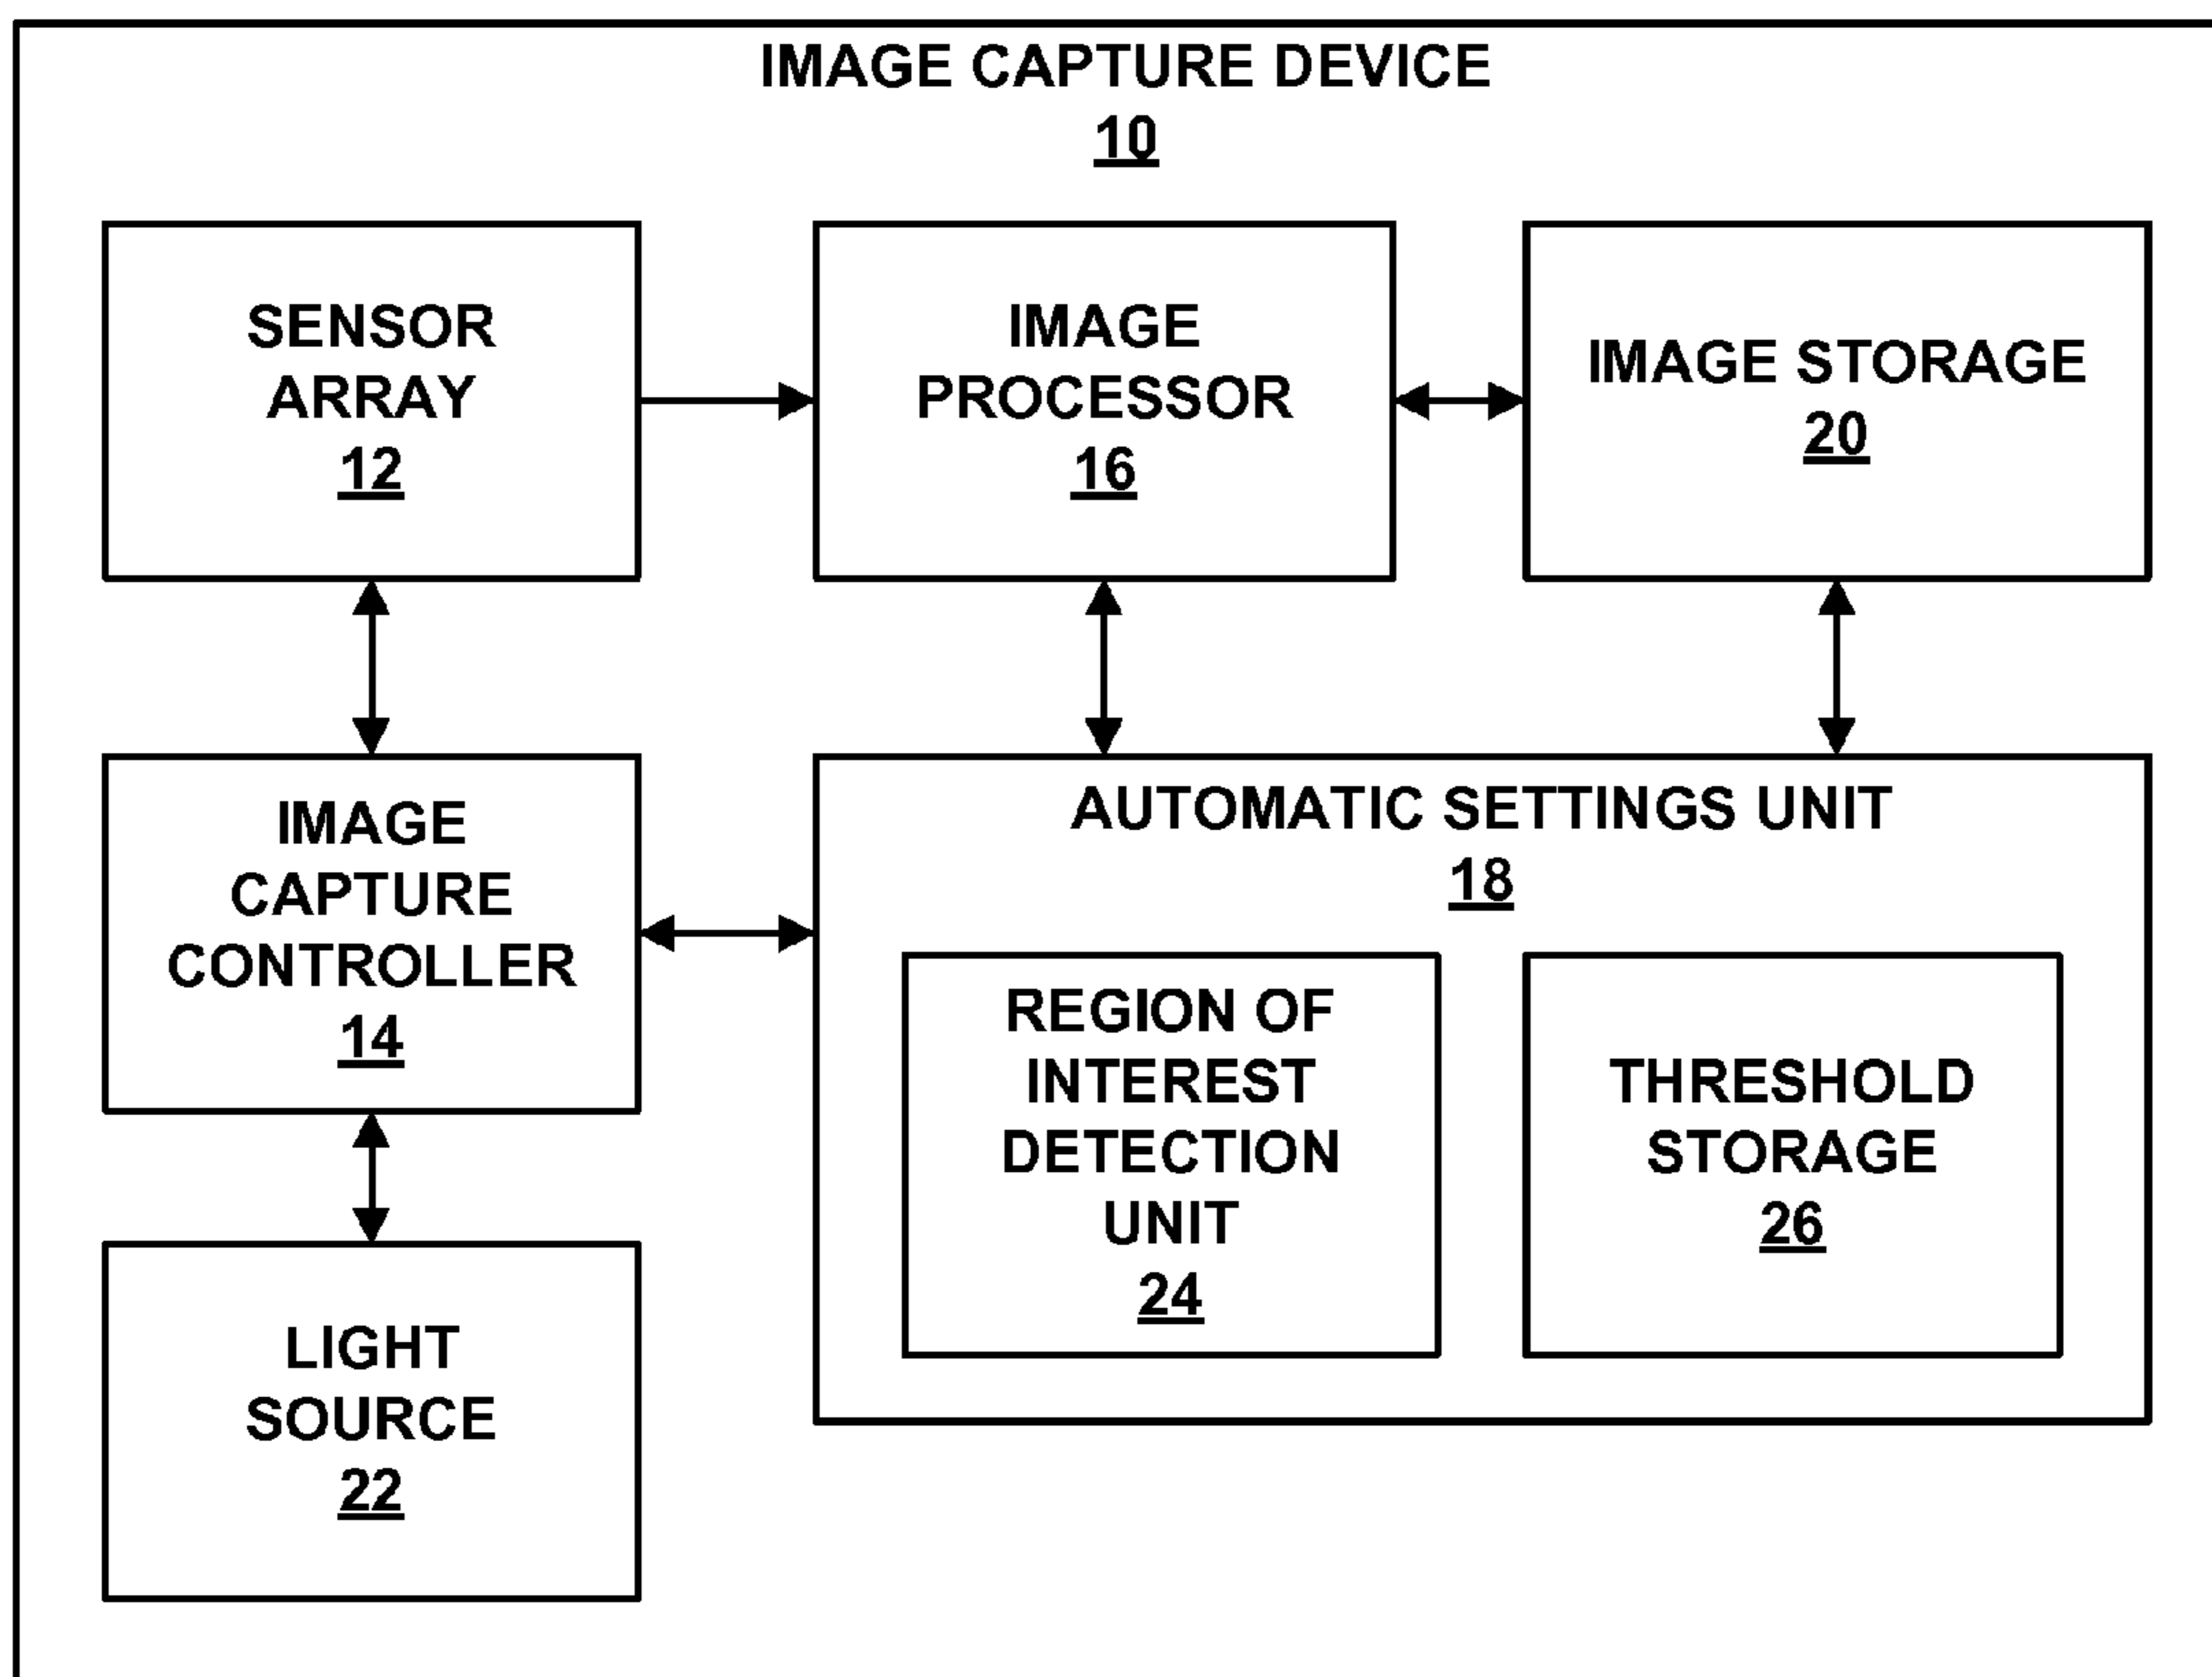 IMAGE CAPTURE DEVICE
10
SENSOR
ARRAY
12
IMAGE
PROCESSOR
16
IMAGE STORAGE
20
IMAGE
CAPTURE
CONTROLLER
14
AUTOMATIC SETTINGS UNIT
18
REGION OF
INTEREST
DETECTION
UNIT
24
THRESHOLD
STORAGE
26
LIGHT
SOURCE
22